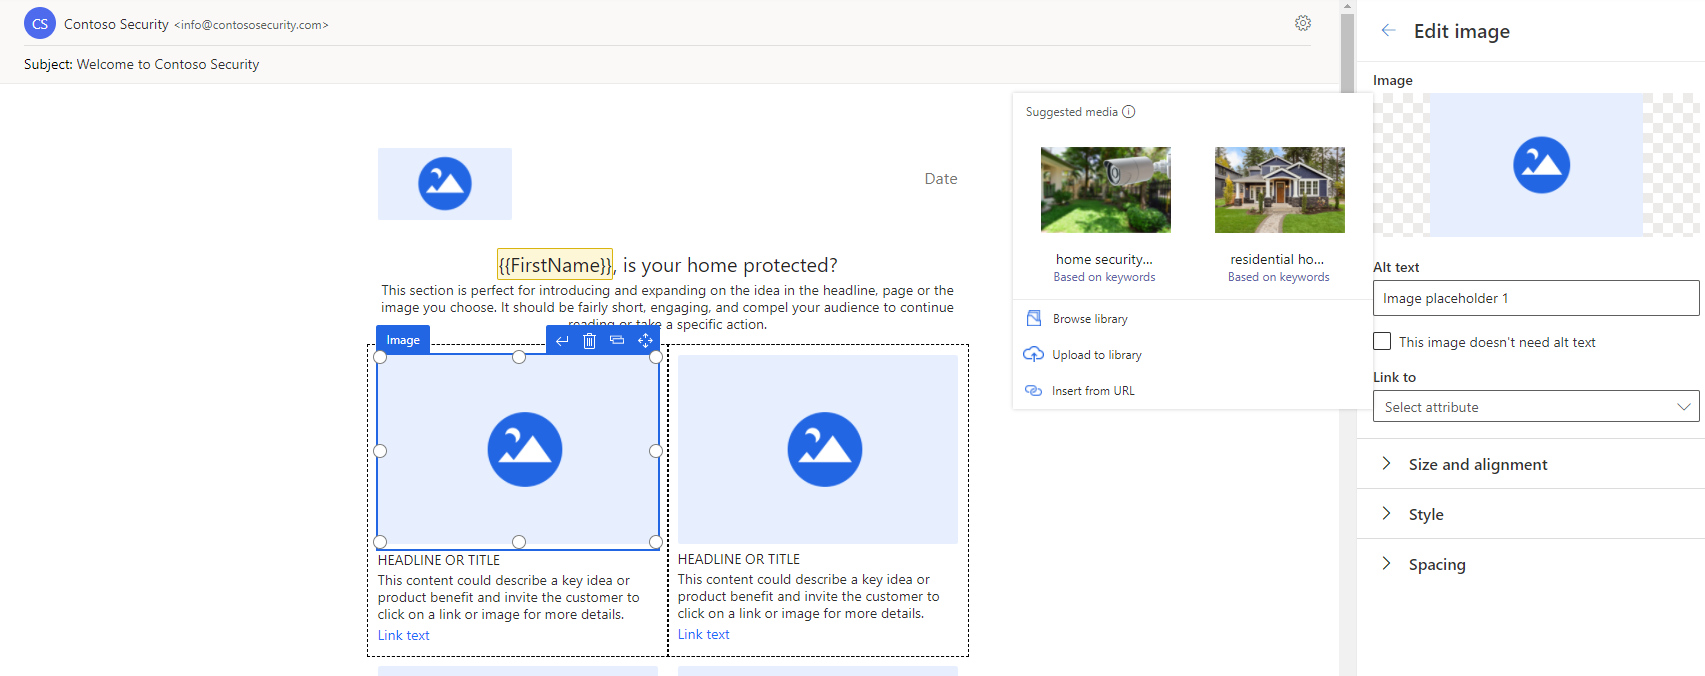 CS
Contoso Security <info@contososecurity.com>
Subject: Welcome to Contoso Security
Date
{{FirstName}}, is your home protected?
This section is perfect for introducing and expanding on the idea in the headline, page or the
image you choose. It should be fairly short, engaging, and compel your audience to continue
reading or take a specific action.
Image
HEADLINE OR TITLE
This content could describe a key idea or
product benefit and invite the customer to
click on a link or image for more details.
Link text
HEADLINE OR TITLE
This content could describe a key idea or
product benefit and invite the customer to
click on a link or image for more details.
Link text
Suggested media
home security...
Based on keywords
residential ho...
Based on keywords
Browse library
Upload to library
Insert from URL
Edit image
Image
Alt text
Image placeholder 1
This image doesn't need alt text
Link to
Select attribute
Size and alignment
Style
Spacing